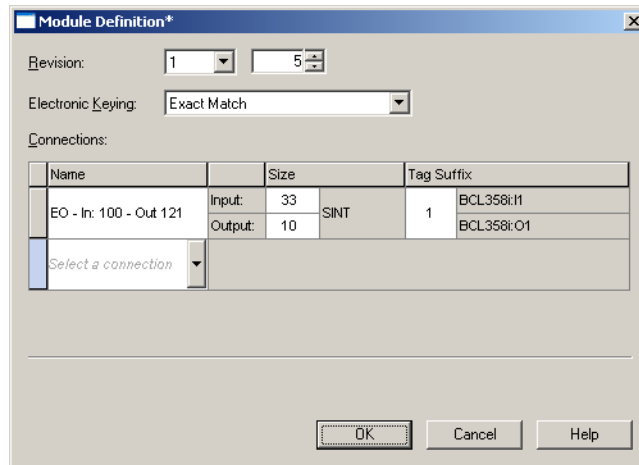 Module Definition*
Revision: 1 5
Electronic Keying: Exact Match
Connections:
Name Size Tag Suffix
EO - In: 100 - Out 121 Input: 33 SINT 1 BCL358i:I1
Output: 10 BCL358i:O1
Select a connection
OK Cancel Help